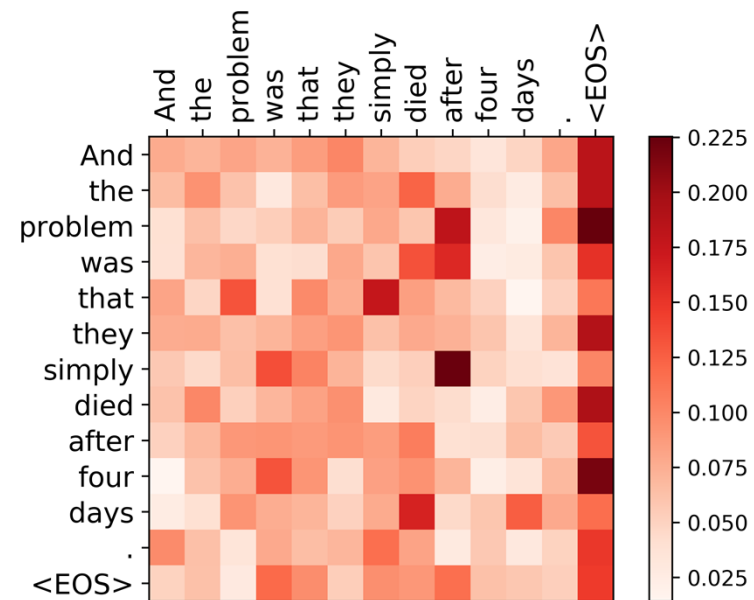 And the problem was that they simply died after four days . <EOS>
And
the
problem
was
that
they
simply
died
after
four
days
.
<EOS>
0.225
0.200
0.175
0.150
0.125
0.100
0.075
0.050
0.025